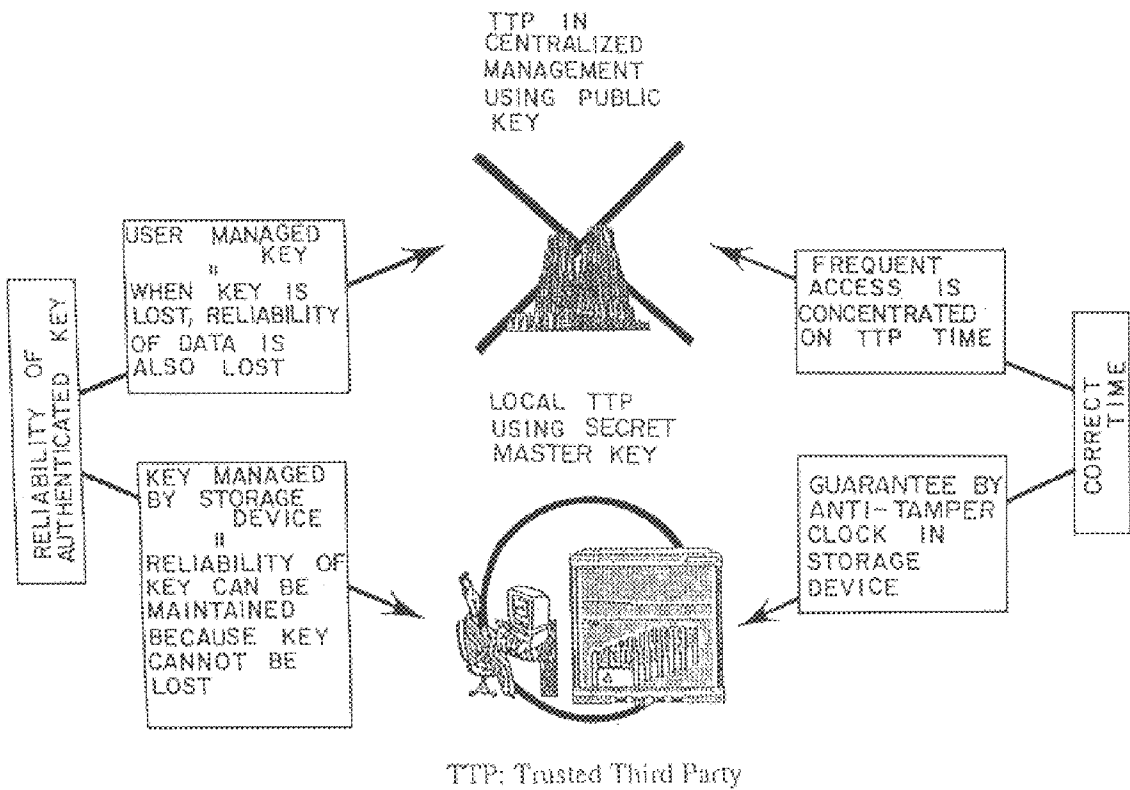 TTP IN
CENTRALIZED
MANAGEMENT
USING PUBLIC
KEY
USER MANAGED
KEY
"
WHEN KEY IS
LOST, RELIABILITY
OF DATA IS
ALSO LOST
FREQUENT
ACCESS IS
CONCENTRATED
ON TTP TIME
RELIABILITY OF
AUTHENTICATED KEY
CORRECT
TIME
LOCAL TTP
USING SECRET
MASTER KEY
KEY MANAGED
BY STORAGE
DEVICE
"
RELIABILITY OF
KEY CAN BE
MAINTAINED
BECAUSE KEY
CANNOT BE
LOST
GUARANTEE BY
ANTI-TAMPER
CLOCK IN
STORAGE
DEVICE
TTP: Trusted Third Party